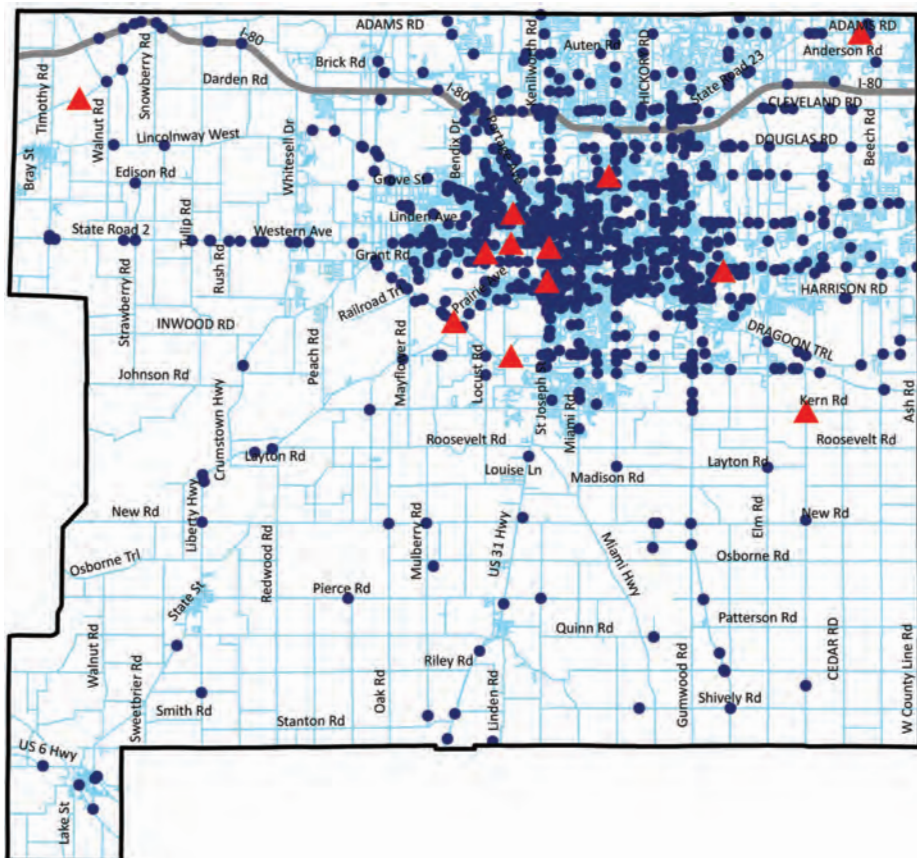 ADAMS RD
ADAMS RD
I-80
Kenilworth Rd
Auten Rd
HICKORY RD
State Road 23
Anderson Rd
Timothy Rd
Snowberry Rd
Brick Rd
Darden Rd
I-80
I-80
Walnut Rd
CLEVELAND RD
Portage Ave
Lincolnway West
Whitesell Dr
Bendix Dr
DOUGLAS RD
Beech Rd
Bray St
Edison Rd
Grove St
Linden Ave
State Road 2
Tulip Rd
Western Ave
Rush Rd
Grant Rd
Prairie Ave
Railroad Trl
HARRISON RD
Strawberry Rd
INWOOD RD
Peach Rd
Mayflower Rd
DRAGOON TRL
Johnson Rd
Locust Rd
St Joseph St
Miami Rd
Kern Rd
Ash Rd
Crumstown Hwy
Roosevelt Rd
Roosevelt Rd
Layton Rd
Louise Ln
Madison Rd
Layton Rd
New Rd
Liberty Hwy
Mulberry Rd
US 31 Hwy
Miami Hwy
Elm Rd
New Rd
Osborne Trl
Redwood Rd
Osborne Rd
State St
Pierce Rd
Patterson Rd
Walnut Rd
Quinn Rd
CEDAR RD
Sweetbrier Rd
Oak Rd
Riley Rd
Linden Rd
Gumwood Rd
Shively Rd
W County Line Rd
Smith Rd
Stanton Rd
US 6 Hwy
Lake St